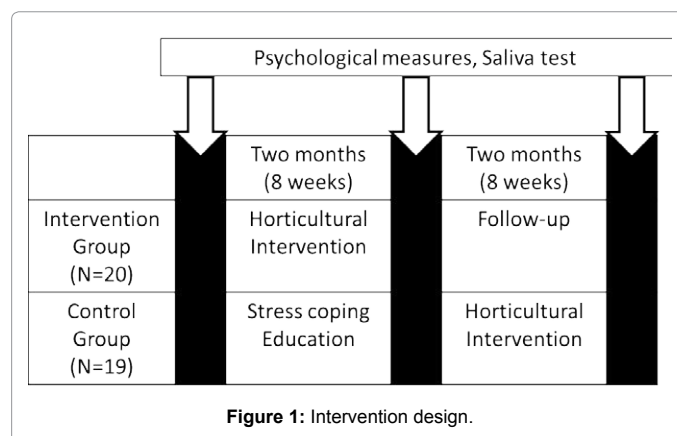 Psychological measures, Saliva test
Two months
(8 weeks)
Two months
(8 weeks)
Intervention
Group
(N=20)
Horticultural
Intervention
Follow-up
Control
Group
(N=19)
Stress coping
Education
Horticultural
Intervention
Figure 1: Intervention design.